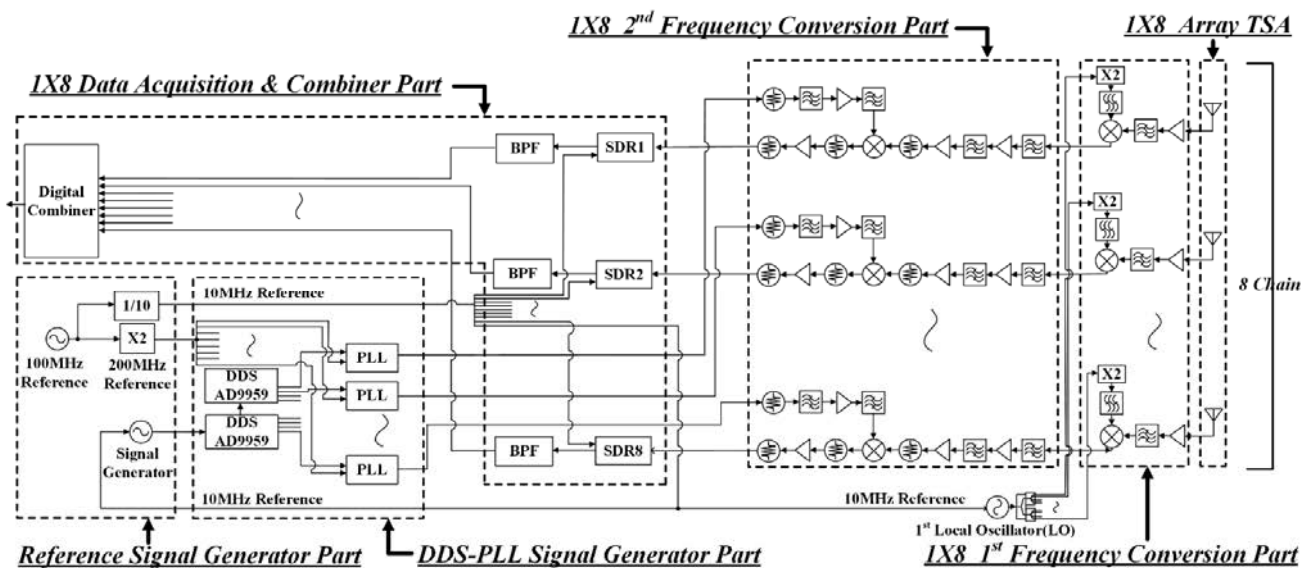 1X8 2nd Frequency Conversion Part
1X8 Array TSA
1X8 Data Acquisition & Combiner Part
X2
BPF
SDR1
Digital
Combiner
8 Chain
X2
BPF
SDR2
10MHz Reference
1/10
X2
100MHz
Reference
200MHz
Reference
PLL
DDS
AD9959
PLL
X2
DDS
AD9959
Signal
Generator
PLL
BPF
SDR8
10MHz Reference
10MHz Reference
1st Local Oscillator(LO)
Reference Signal Generator Part
DDS-PLL Signal Generator Part
1X8 1st Frequency Conversion Part